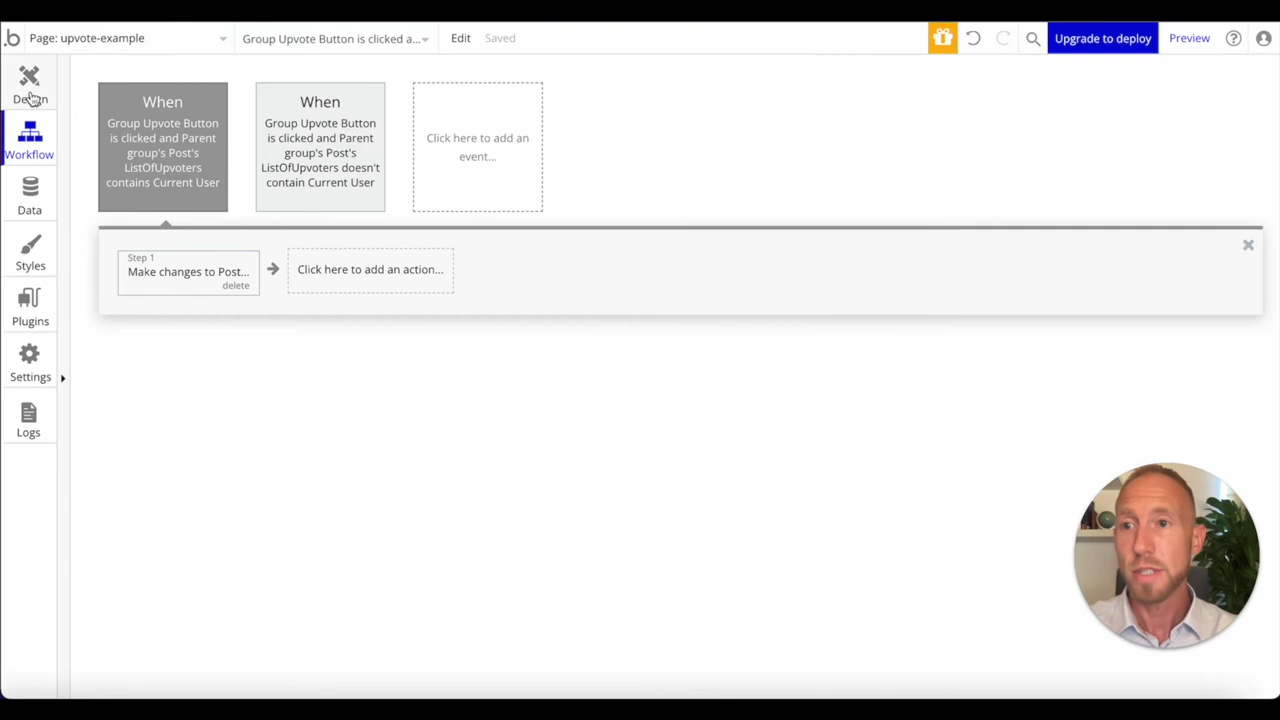 .b
Page: upvote-example
Group Upvote Button is clicked a...
Edit
Saved
Upgrade to deploy
Preview
Design
Workflow
Data
Styles
Plugins
Settings
Logs
When
Group Upvote Button
is clicked and Parent
group's Post's
ListOfUpvoters
contains Current User
When
Group Upvote Button
is clicked and Parent
group's Post's
ListOfUpvoters doesn't
contain Current User
Click here to add an
event...
Step 1
Make changes to Post...
delete
Click here to add an action...